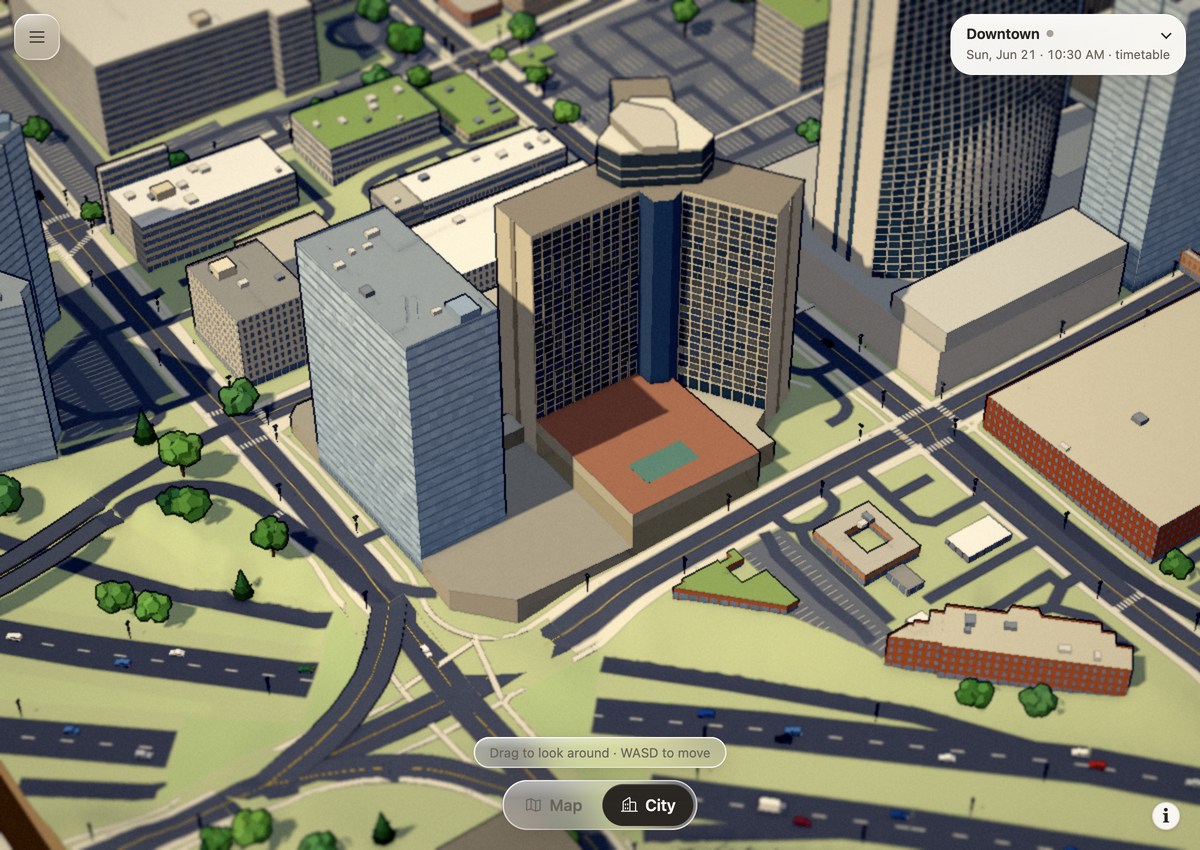 Downtown
Sun, Jun 21 · 10:30 AM · timetable
Drag to look around · WASD to move
Map
City
i